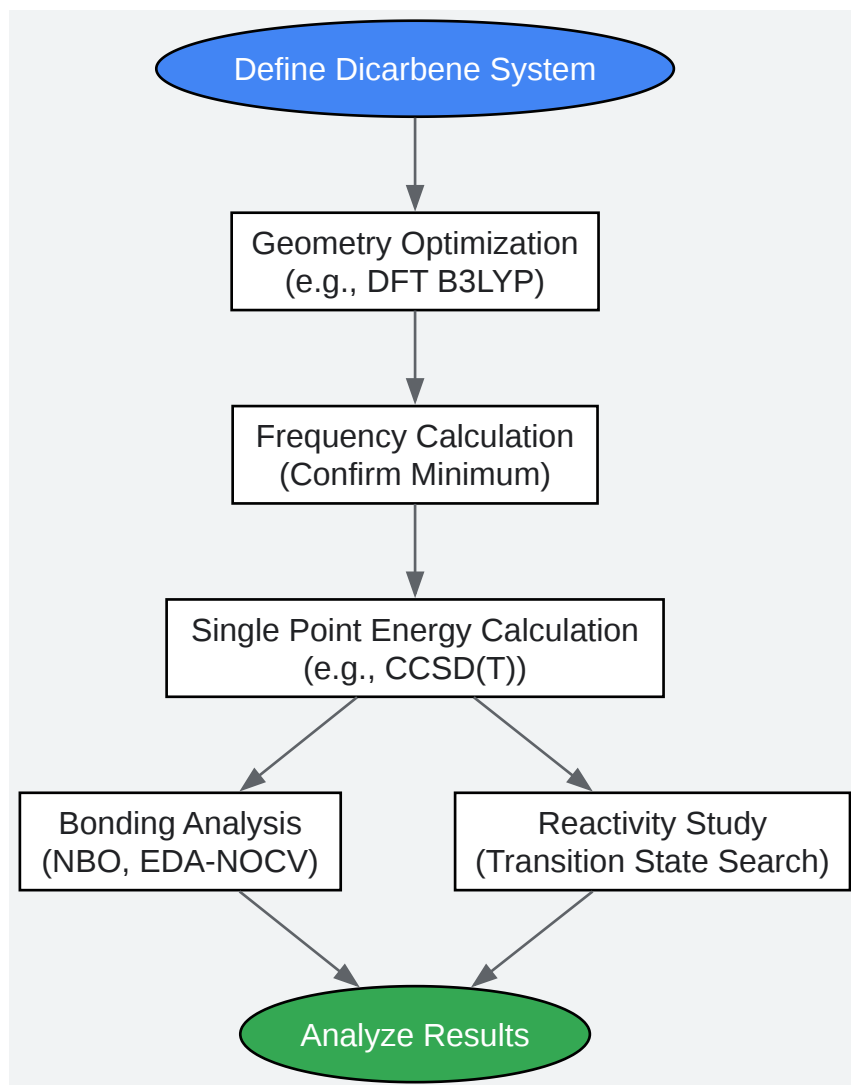 Define Dicarbene System
Geometry Optimization
(e.g., DFT B3LYP)
Frequency Calculation
(Confirm Minimum)
Single Point Energy Calculation
(e.g., CCSD(T))
Bonding Analysis
(NBO, EDA-NOCV)
Reactivity Study
(Transition State Search)
Analyze Results